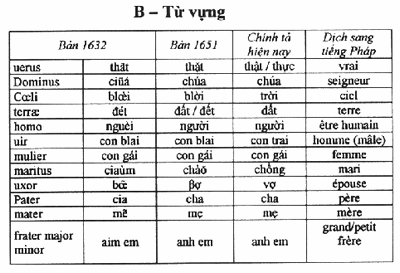 B – Từ vựng
Bản 1632 Bản 1651 Chính tả hiện nay Dịch sang tiếng Pháp
uerus thât thật thật / thực vrai
Dominus ciũá chúa chúa seigneur
Cœli blœi blời trời ciel
terræ đét đất / đết đất terre
homo nguèi người người être humain
uir con blai con blai con trai homme (mâle)
mulier con gái con gái con gái femme
maritus ciaùm chàõ chồng mari
uxor bœ̄ ꞗợ vợ épouse
Pater cia cha cha père
mater mẽ mẹ mẹ mère
frater major minor aim em anh em anh em grand/petit frère